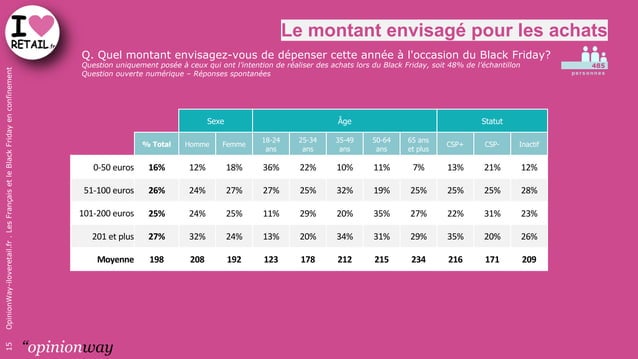 I
RETAIL.fr
Le montant envisagé pour les achats
Q. Quel montant envisagez-vous de dépenser cette année à l'occasion du Black Friday?
Question uniquement posée à ceux qui ont l'intention de réaliser des achats lors du Black Friday, soit 48% de l'échantillon
Question ouverte numérique – Réponses spontanées
485
personnes
Sexe Âge Statut
% Total Homme Femme 18-24 ans 25-34 ans 35-49 ans 50-64 ans 65 ans et plus CSP+ CSP- Inactif
0-50 euros 16% 12% 18% 36% 22% 10% 11% 7% 13% 21% 12%
51-100 euros 26% 24% 27% 27% 25% 32% 19% 25% 25% 25% 28%
101-200 euros 25% 24% 25% 11% 29% 20% 35% 27% 22% 31% 23%
201 et plus 27% 32% 24% 13% 20% 34% 31% 29% 35% 20% 26%
Moyenne 198 208 192 123 178 212 215 234 216 171 209
15 OpinionWay-iloveretail.fr . Les Français et le Black Friday en confinement
“opinionway